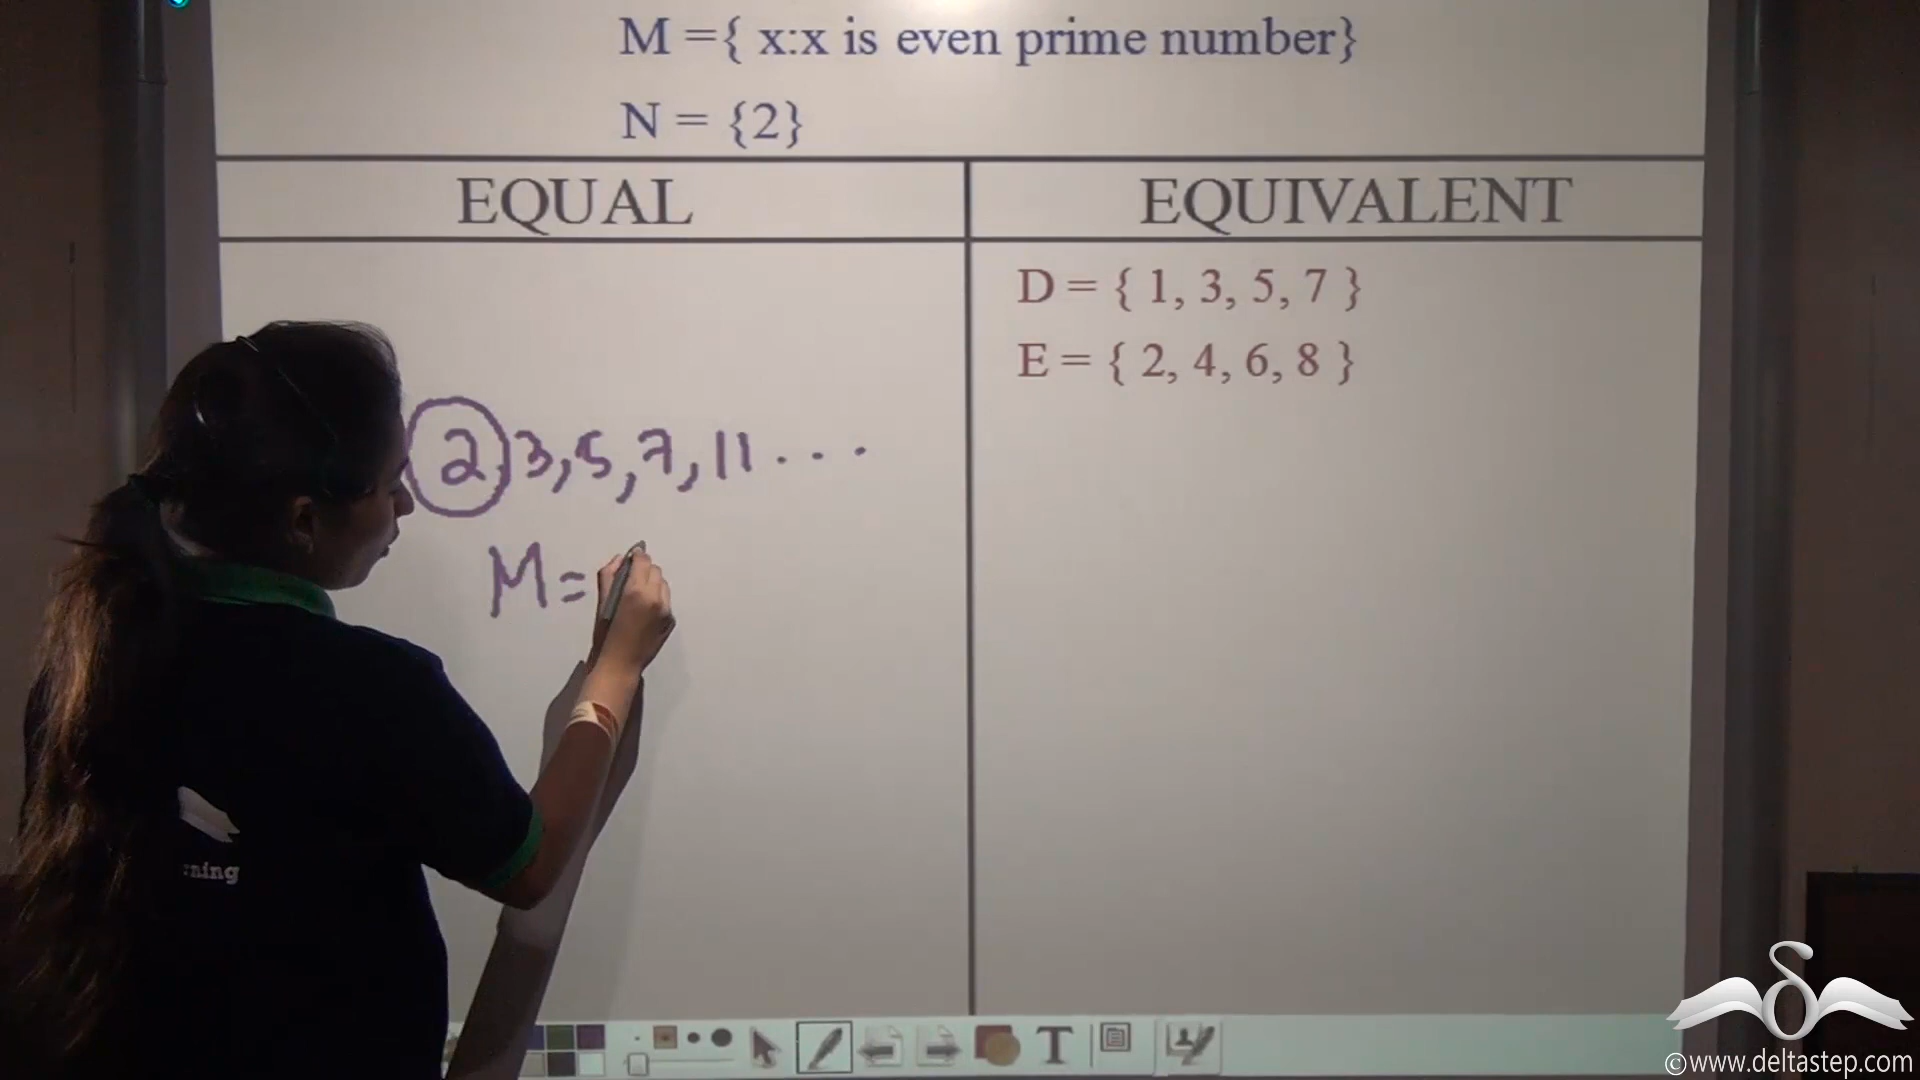 M ={ x:x is even prime number}
N = {2}
EQUAL
EQUIVALENT
D = { 1, 3, 5, 7 }
E = { 2, 4, 6, 8 }
2, 3, 5, 7, 11 . . .
M =
ning
T
©www.deltastep.com